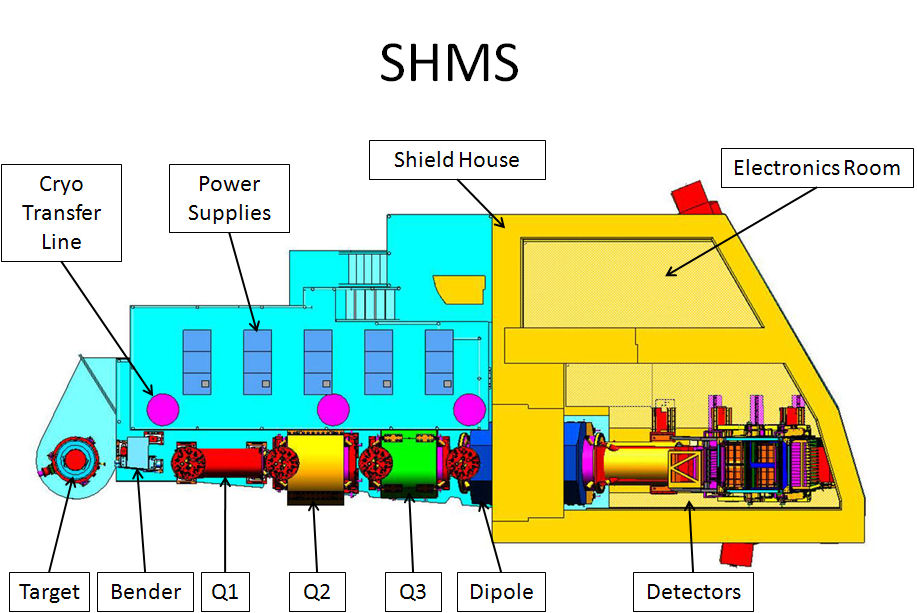 SHMS
Shield House
Electronics Room
Cryo
Transfer
Line
Power
Supplies
Target
Bender
Q1
Q2
Q3
Dipole
Detectors